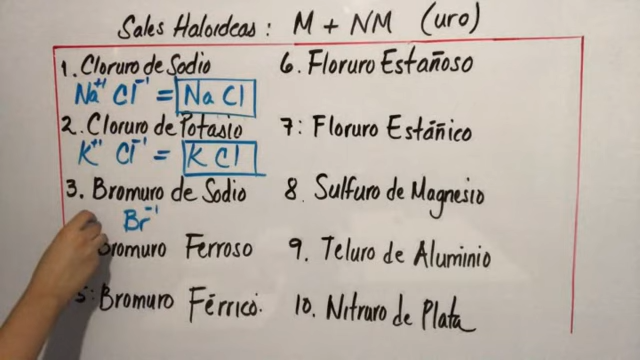 Sales Haloideas: M + NM (uro)
1. Cloruro de Sodio
Na⁺¹ Cl⁻¹ = NaCl
2. Cloruro de Potasio
K⁺¹ Cl⁻¹ = KCl
3. Bromuro de Sodio
Br⁻¹
Bromuro Ferroso
5: Bromuro Férrico.
6. Floruro Estañoso
7: Floruro Estáñico
8. Sulfuro de Magnesio
9. Teluro de Aluminio
10. Nitruro de Plata